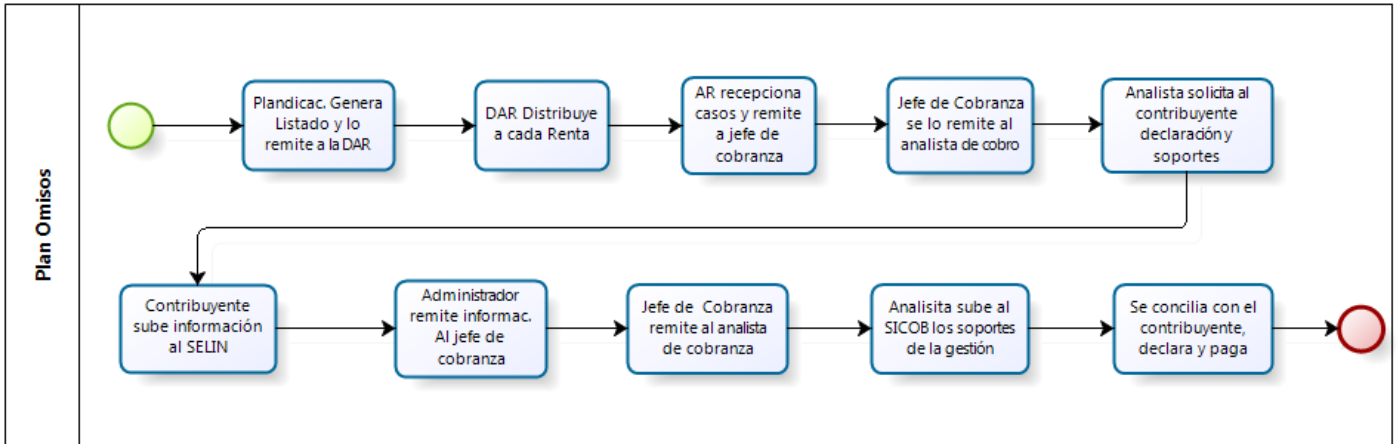 Plan Omisos
Plandicac. Genera
Listado y lo
remite a la DAR
DAR Distribuye
a cada Renta
AR recepciona
casos y remite
a jefe de
cobranza
Jefe de Cobranza
se lo remite al
analista de cobro
Analista solicita al
contribuyente
declaración y
soportes
Contribuyente
sube información
al SELIN
Administrador
remite informac.
Al jefe de
cobranza
Jefe de Cobranza
remite al analista
de cobranza
Analisita sube al
SICOB los soportes
de la gestión
Se concilia con el
contribuyente,
declara y paga